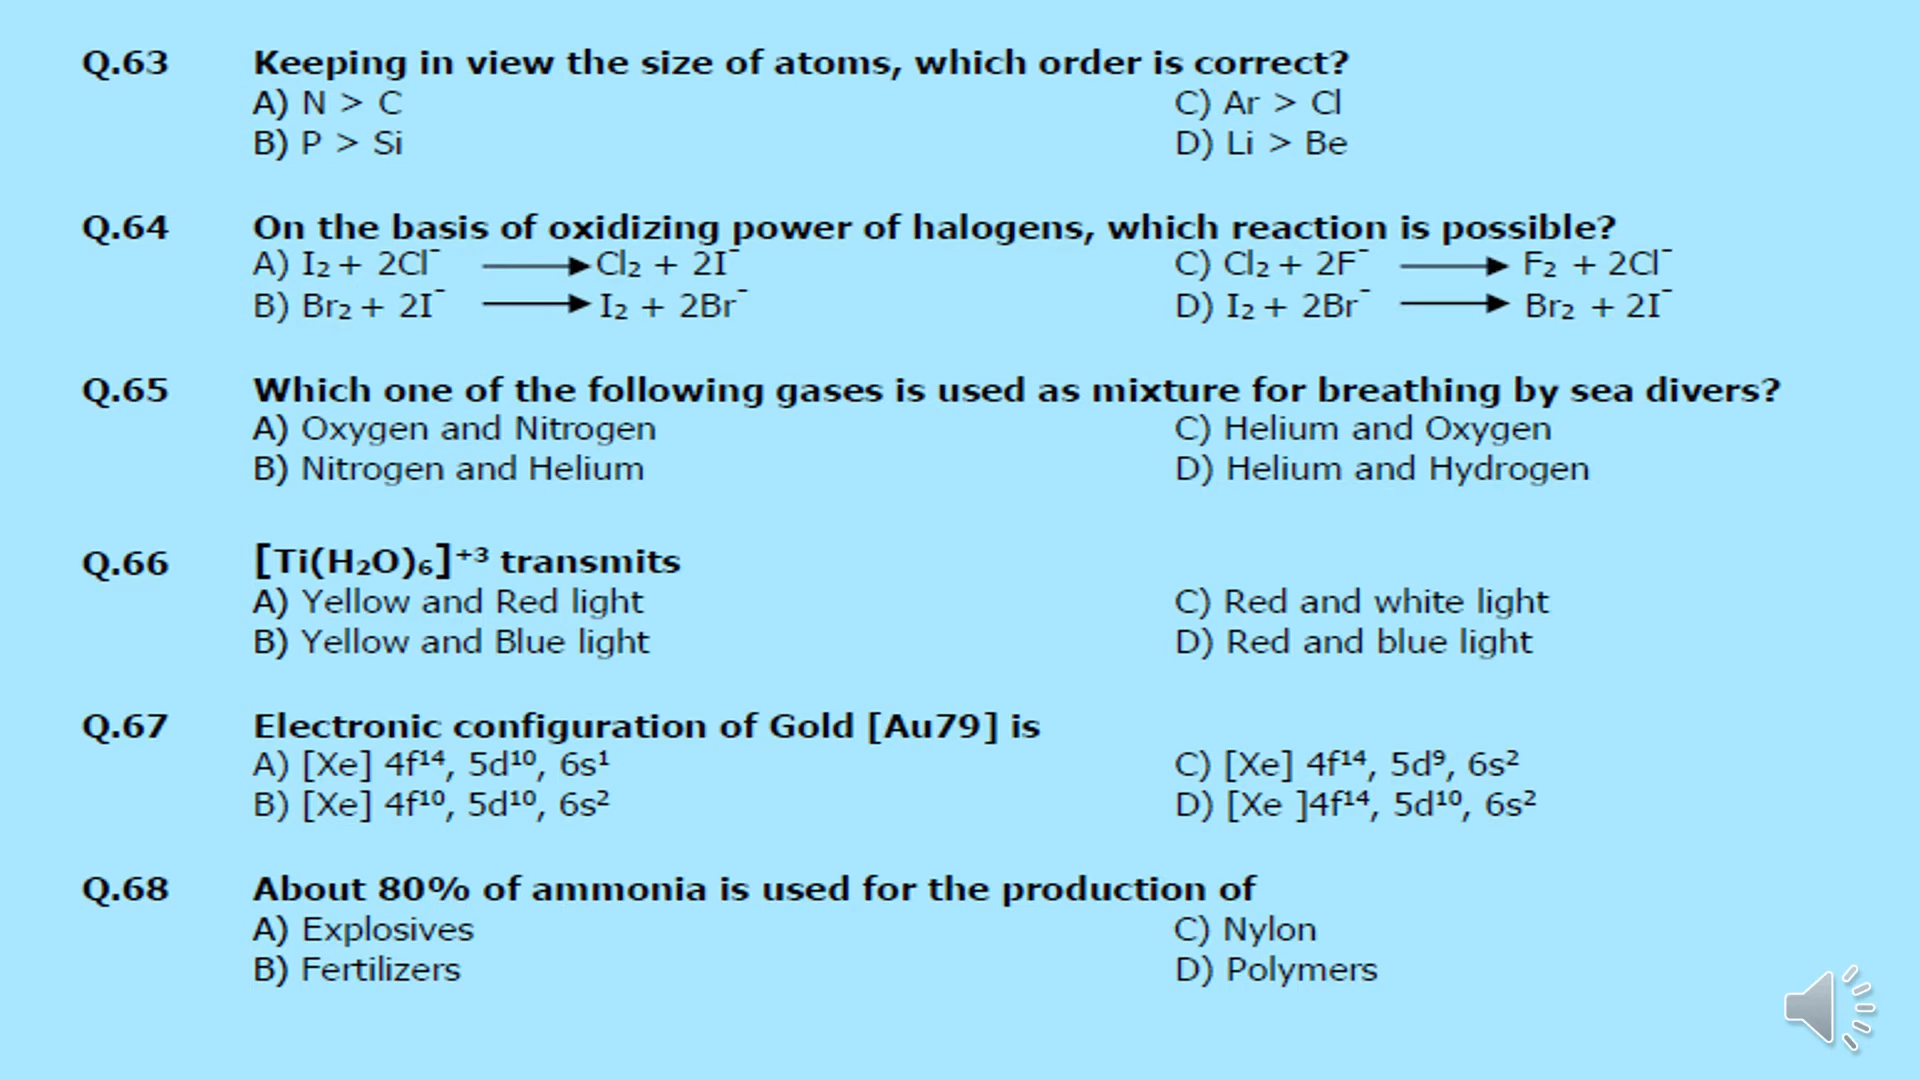 Q.63 Keeping in view the size of atoms, which order is correct?
A) N > C C) Ar > Cl
B) P > Si D) Li > Be
Q.64 On the basis of oxidizing power of halogens, which reaction is possible?
A) I₂ + 2Cl⁻ ⟶ Cl₂ + 2I⁻ C) Cl₂ + 2F⁻ ⟶ F₂ + 2Cl⁻
B) Br₂ + 2I⁻ ⟶ I₂ + 2Br⁻ D) I₂ + 2Br⁻ ⟶ Br₂ + 2I⁻
Q.65 Which one of the following gases is used as mixture for breathing by sea divers?
A) Oxygen and Nitrogen C) Helium and Oxygen
B) Nitrogen and Helium D) Helium and Hydrogen
Q.66 [Ti(H₂O)₆]⁺³ transmits
A) Yellow and Red light C) Red and white light
B) Yellow and Blue light D) Red and blue light
Q.67 Electronic configuration of Gold [Au79] is
A) [Xe] 4f¹⁴, 5d¹⁰, 6s¹ C) [Xe] 4f¹⁴, 5d⁹, 6s²
B) [Xe] 4f¹⁰, 5d¹⁰, 6s² D) [Xe ]4f¹⁴, 5d¹⁰, 6s²
Q.68 About 80% of ammonia is used for the production of
A) Explosives C) Nylon
B) Fertilizers D) Polymers